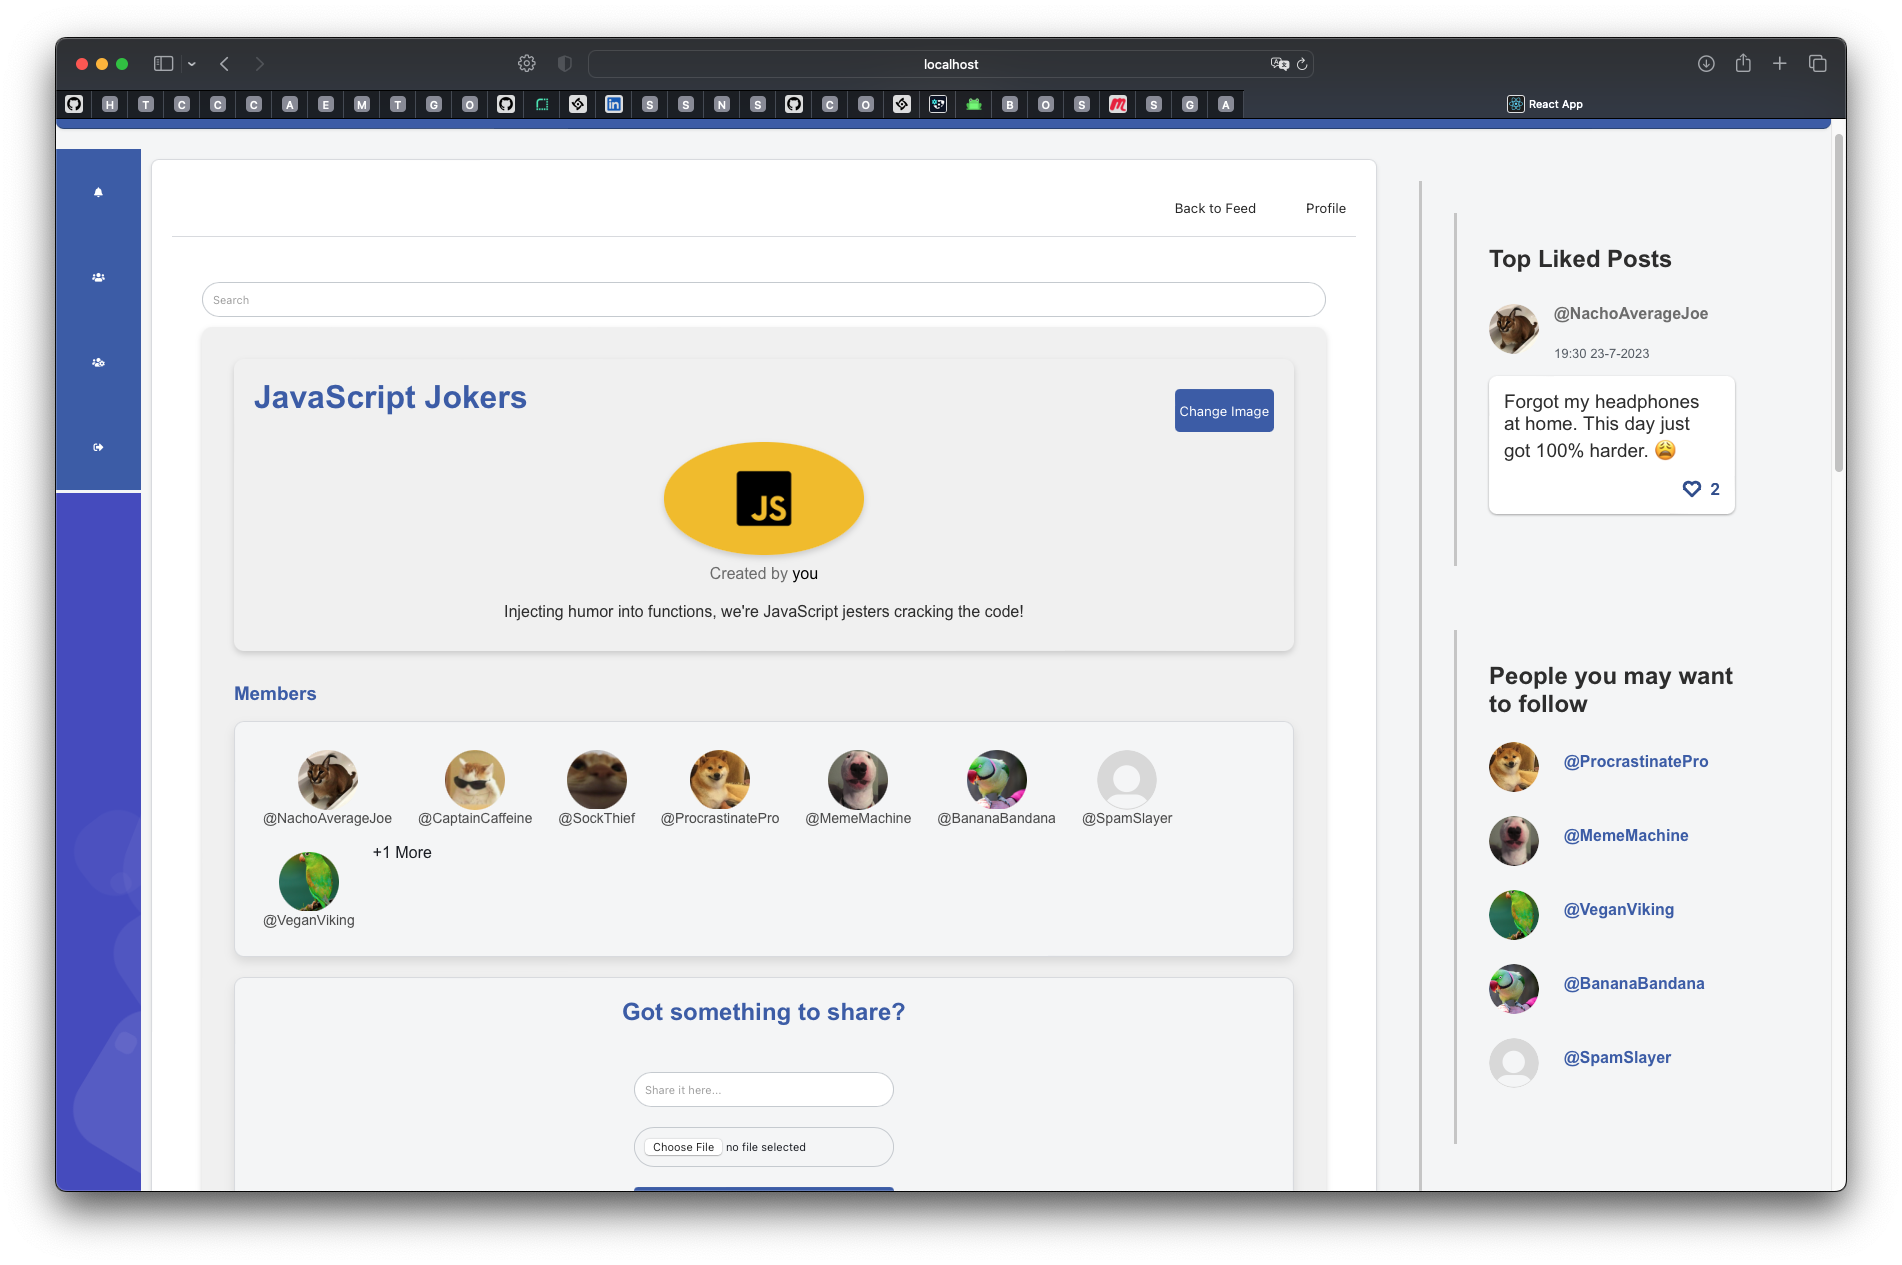 localhost
H T C C C A E M T G O in S S N S C O B O S m S G A React App
Back to Feed Profile
Search
JavaScript Jokers
Change Image
JS
Created by you
Injecting humor into functions, we're JavaScript jesters cracking the code!
Members
@NachoAverageJoe @CaptainCaffeine @SockThief @ProcrastinatePro @MemeMachine @BananaBandana @SpamSlayer
+1 More
@VeganViking
Got something to share?
Share it here...
Choose File no file selected
Top Liked Posts
@NachoAverageJoe
19:30 23-7-2023
Forgot my headphones
at home. This day just
got 100% harder. 😩
2
People you may want
to follow
@ProcrastinatePro
@MemeMachine
@VeganViking
@BananaBandana
@SpamSlayer